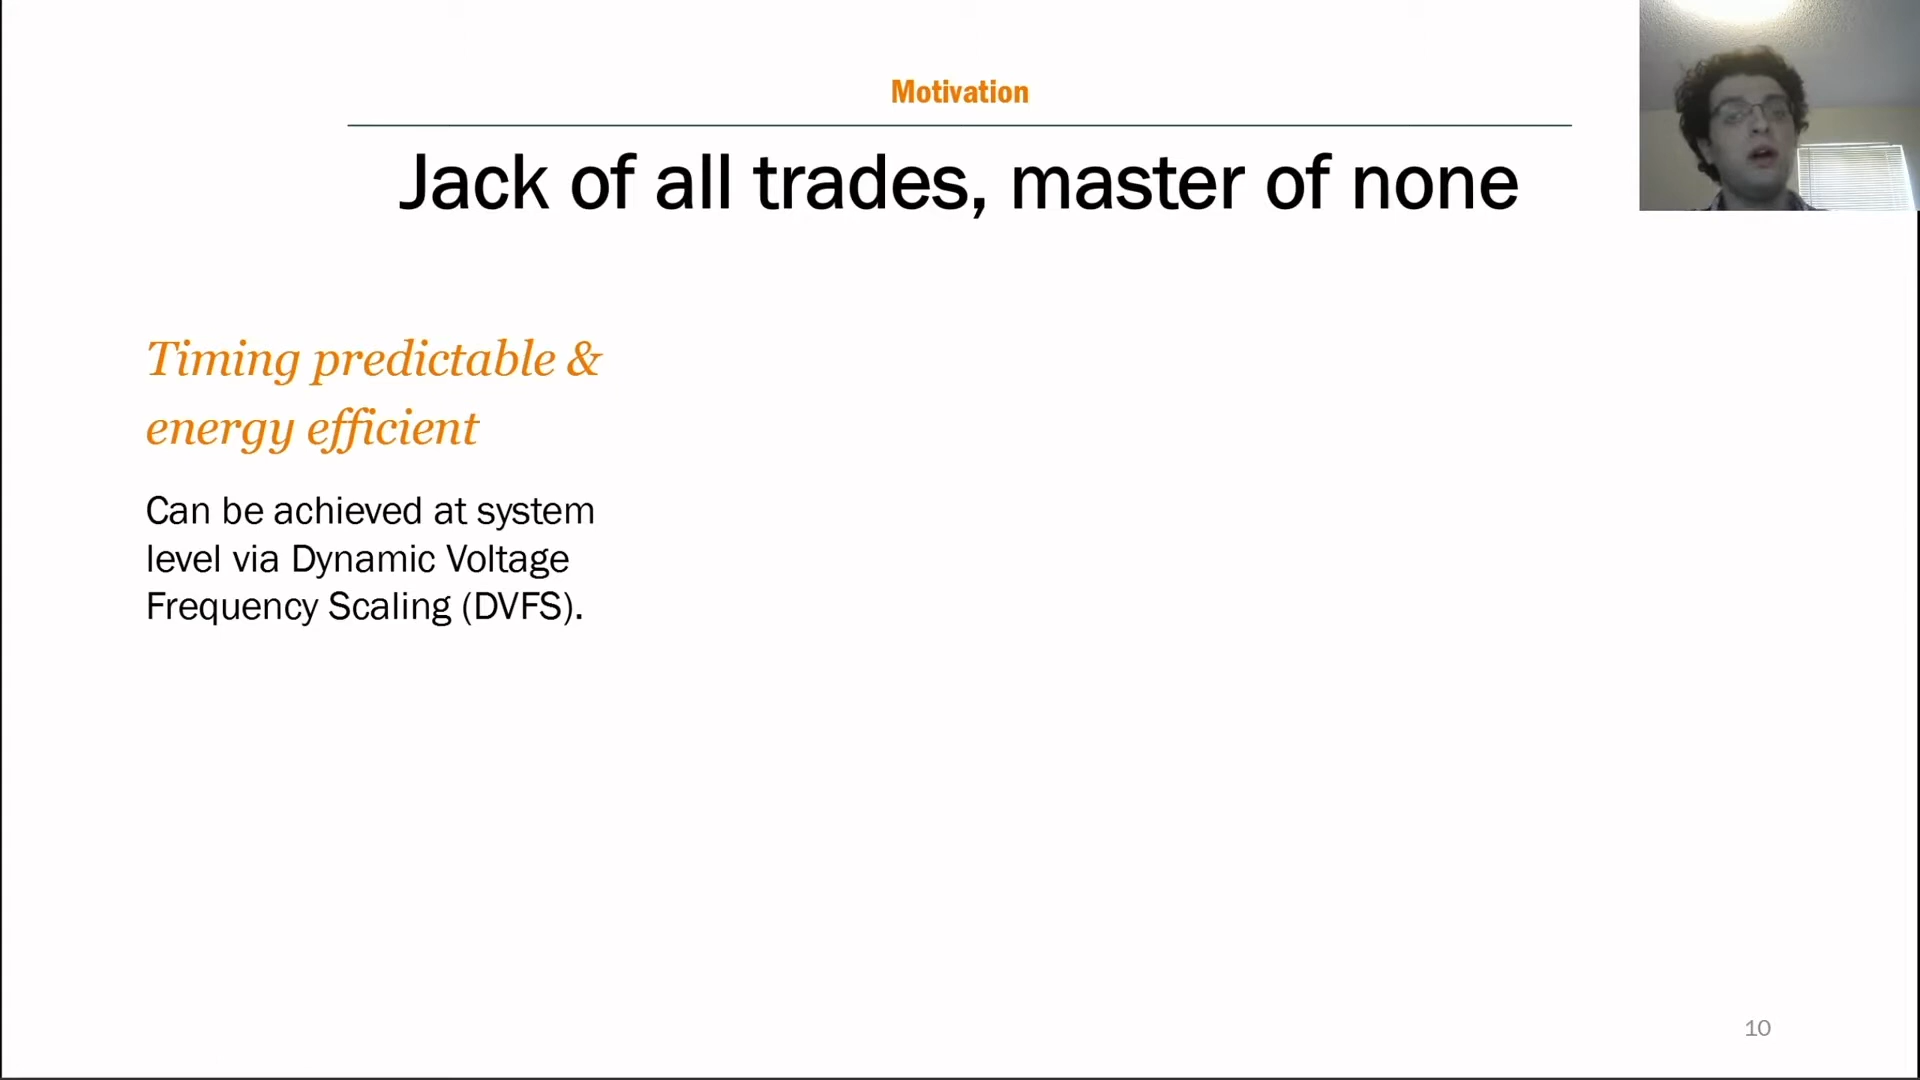 Motivation
Jack of all trades, master of none
Timing predictable &
energy efficient
Can be achieved at system
level via Dynamic Voltage
Frequency Scaling (DVFS).
10